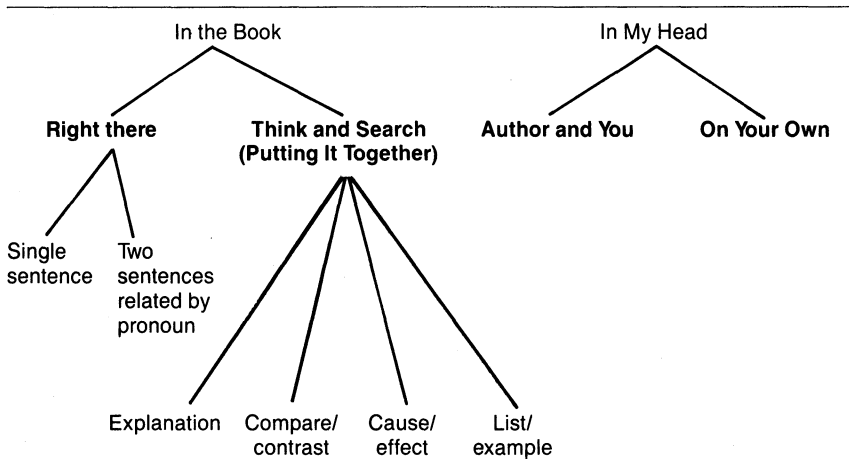 In the Book
In My Head
Right there
Think and Search
(Putting It Together)
Author and You
On Your Own
Single
sentence
Two
sentences
related by
pronoun
Explanation
Compare/
contrast
Cause/
effect
List/
example